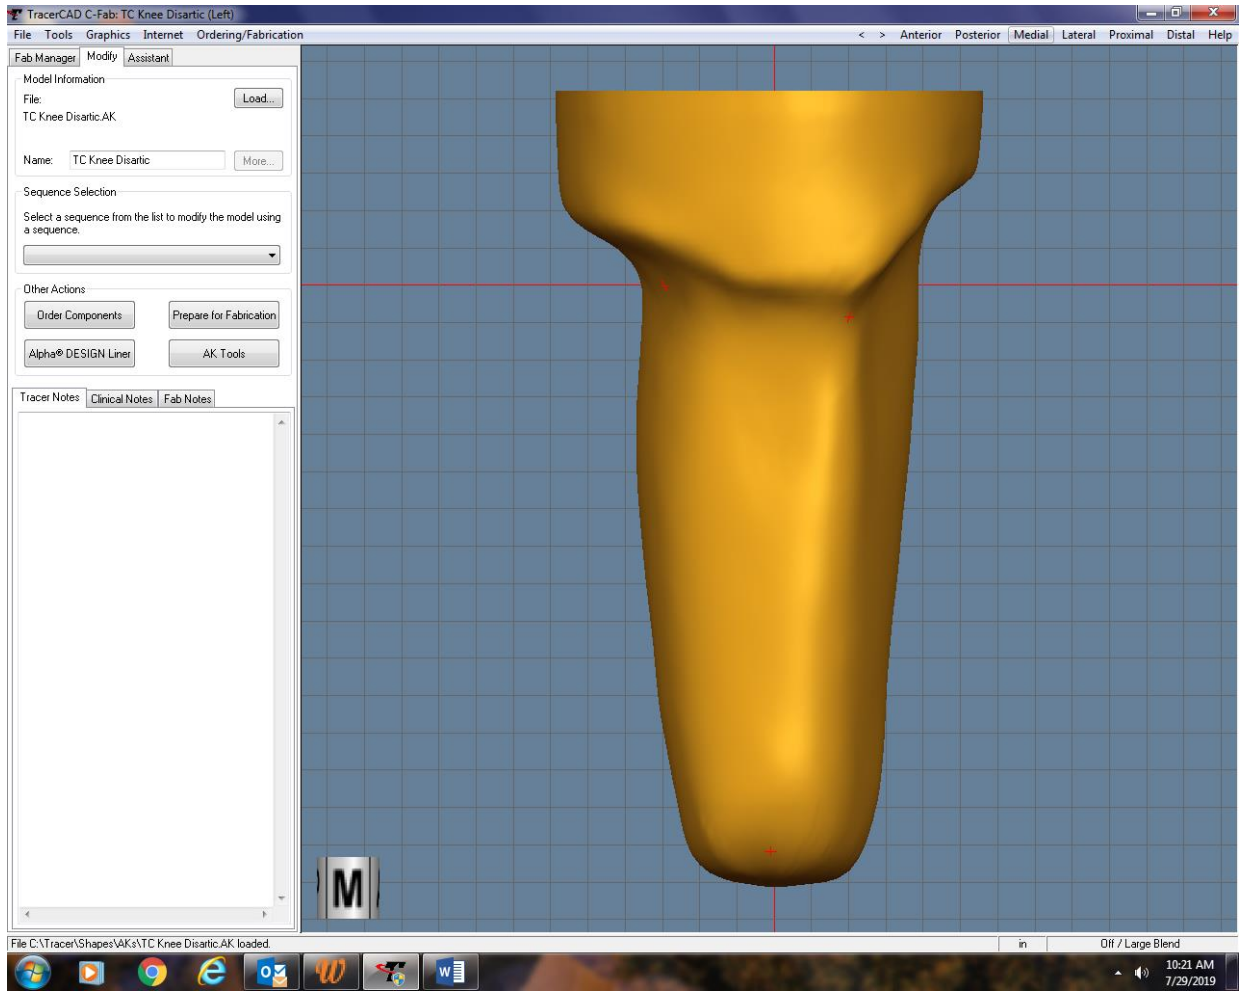 TracerCAD C-Fab: TC Knee Disartic (Left)
File Tools Graphics Internet Ordering/Fabrication < > Anterior Posterior Medial Lateral Proximal Distal Help
Fab Manager Modify Assistant
Model Information
File: Load...
TC Knee Disartic.AK
Name: TC Knee Disartic More...
Sequence Selection
Select a sequence from the list to modify the model using
a sequence.
Other Actions
Order Components Prepare for Fabrication
Alpha® DESIGN Liner AK Tools
Tracer Notes Clinical Notes Fab Notes
M
File C:\Tracer\Shapes\AKs\TC Knee Disartic.AK loaded. in Off / Large Blend
10:21 AM
7/29/2019